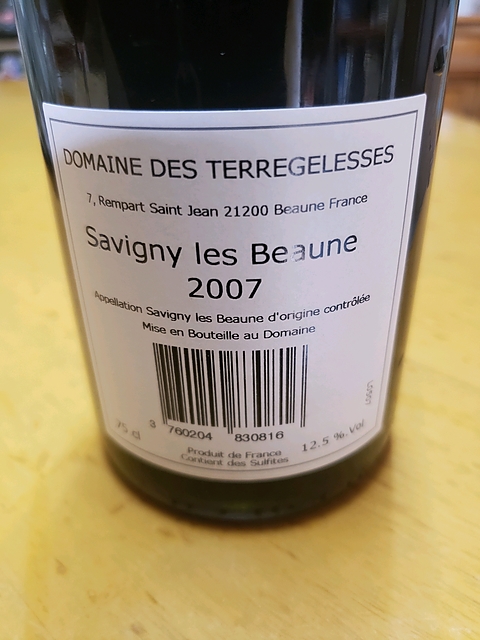 DOMAINE DES TERREGELESSES
7, Rempart Saint Jean 21200 Beaune France
Savigny les Beaune
2007
Appellation Savigny les Beaune d'origine contrôlée
Mise en Bouteille au Domaine
3 760204 830816
75 cl
12.5 %.Vol
Produit de France
Contient des Sulfites